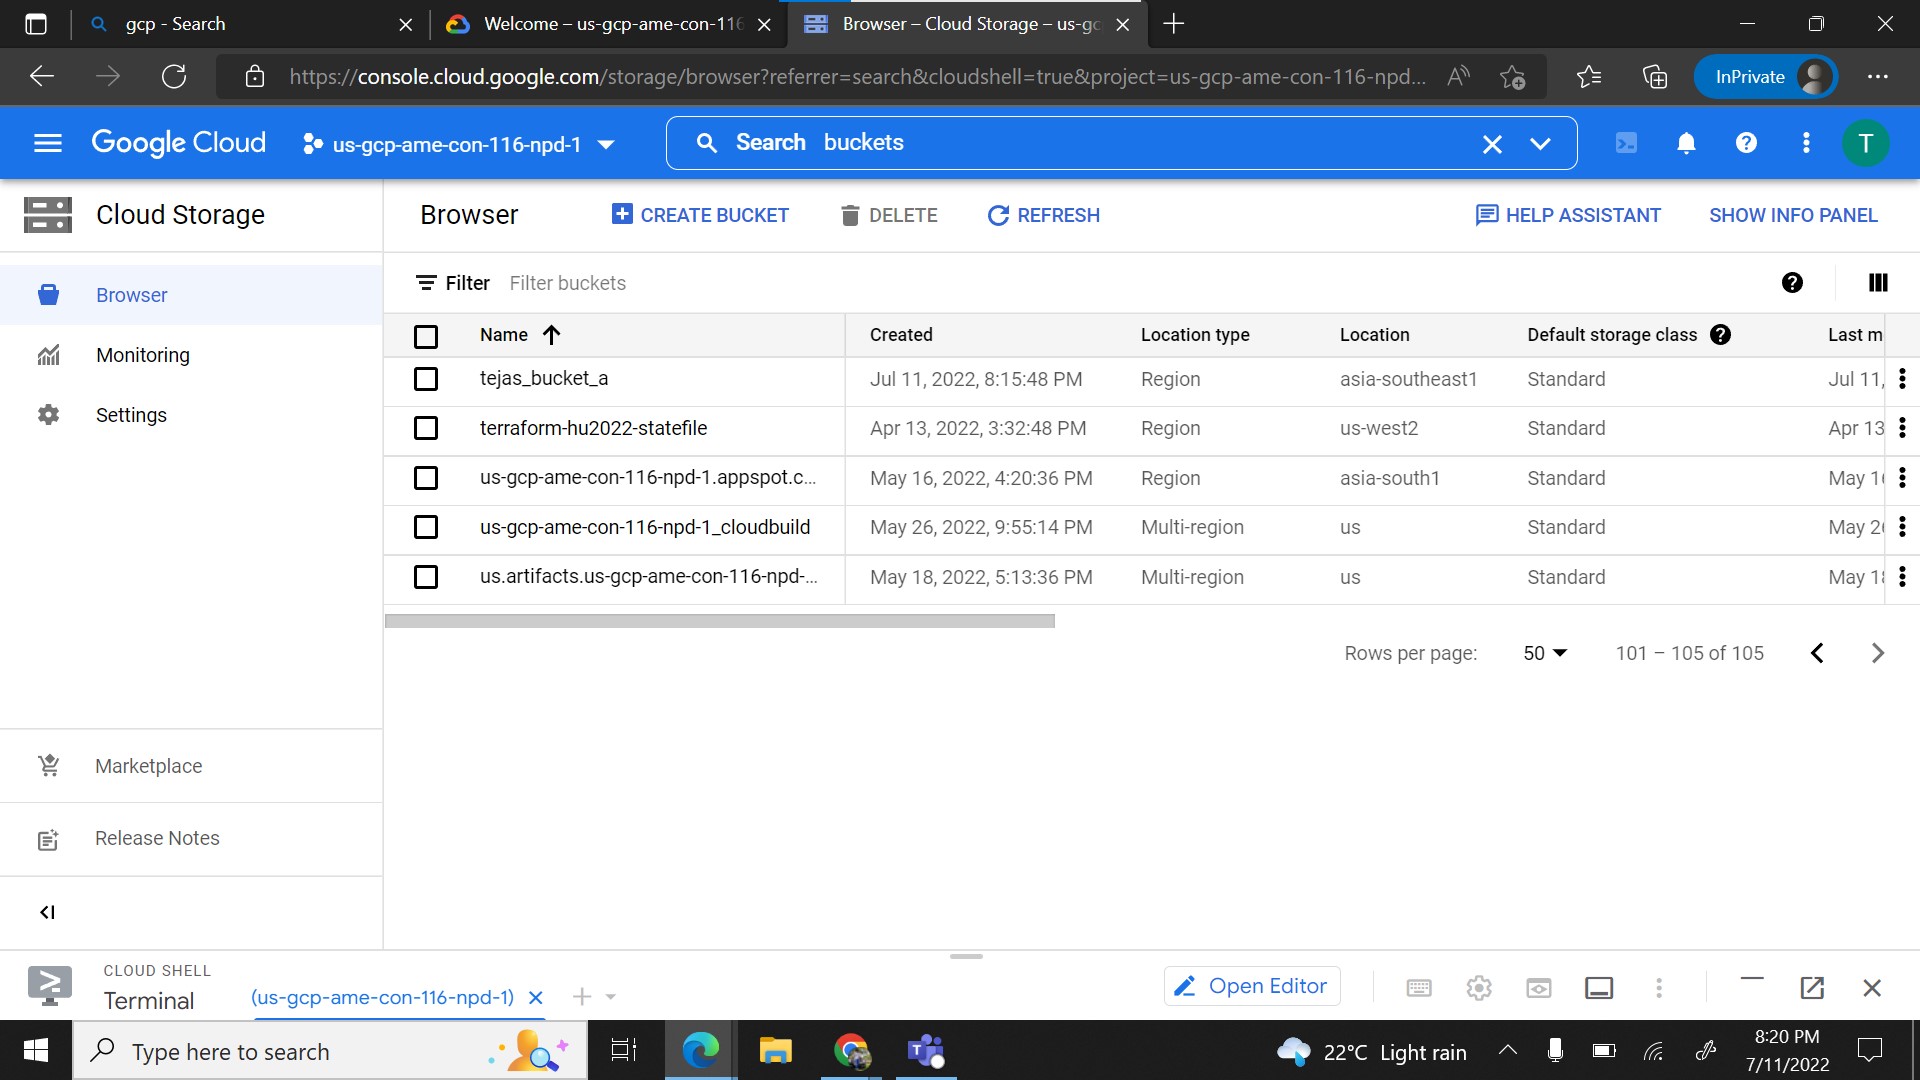 gcp - Search
Welcome – us-gcp-ame-con-116
Browser – Cloud Storage – us-gc
https://console.cloud.google.com/storage/browser?referrer=search&cloudshell=true&project=us-gcp-ame-con-116-npd...
InPrivate
Google Cloud
us-gcp-ame-con-116-npd-1
Search buckets
T
Cloud Storage
Browser
CREATE BUCKET
DELETE
REFRESH
HELP ASSISTANT
SHOW INFO PANEL
Browser
Monitoring
Settings
Marketplace
Release Notes
Filter Filter buckets
Name Created Location type Location Default storage class Last m
tejas_bucket_a Jul 11, 2022, 8:15:48 PM Region asia-southeast1 Standard Jul 11,
terraform-hu2022-statefile Apr 13, 2022, 3:32:48 PM Region us-west2 Standard Apr 13
us-gcp-ame-con-116-npd-1.appspot.c... May 16, 2022, 4:20:36 PM Region asia-south1 Standard May 16
us-gcp-ame-con-116-npd-1_cloudbuild May 26, 2022, 9:55:14 PM Multi-region us Standard May 26
us.artifacts.us-gcp-ame-con-116-npd-... May 18, 2022, 5:13:36 PM Multi-region us Standard May 18
Rows per page: 50 101 – 105 of 105
CLOUD SHELL
Terminal
(us-gcp-ame-con-116-npd-1)
Open Editor
Type here to search
22°C Light rain
8:20 PM
7/11/2022